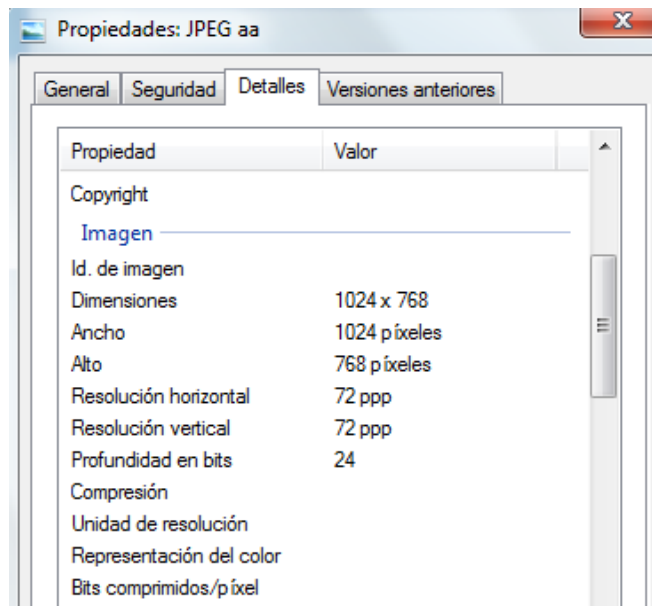 Propiedades: JPEG aa
General Seguridad Detalles Versiones anteriores
Propiedad Valor
Copyright
Imagen
Id. de imagen
Dimensiones 1024 x 768
Ancho 1024 píxeles
Alto 768 píxeles
Resolución horizontal 72 ppp
Resolución vertical 72 ppp
Profundidad en bits 24
Compresión
Unidad de resolución
Representación del color
Bits comprimidos/píxel